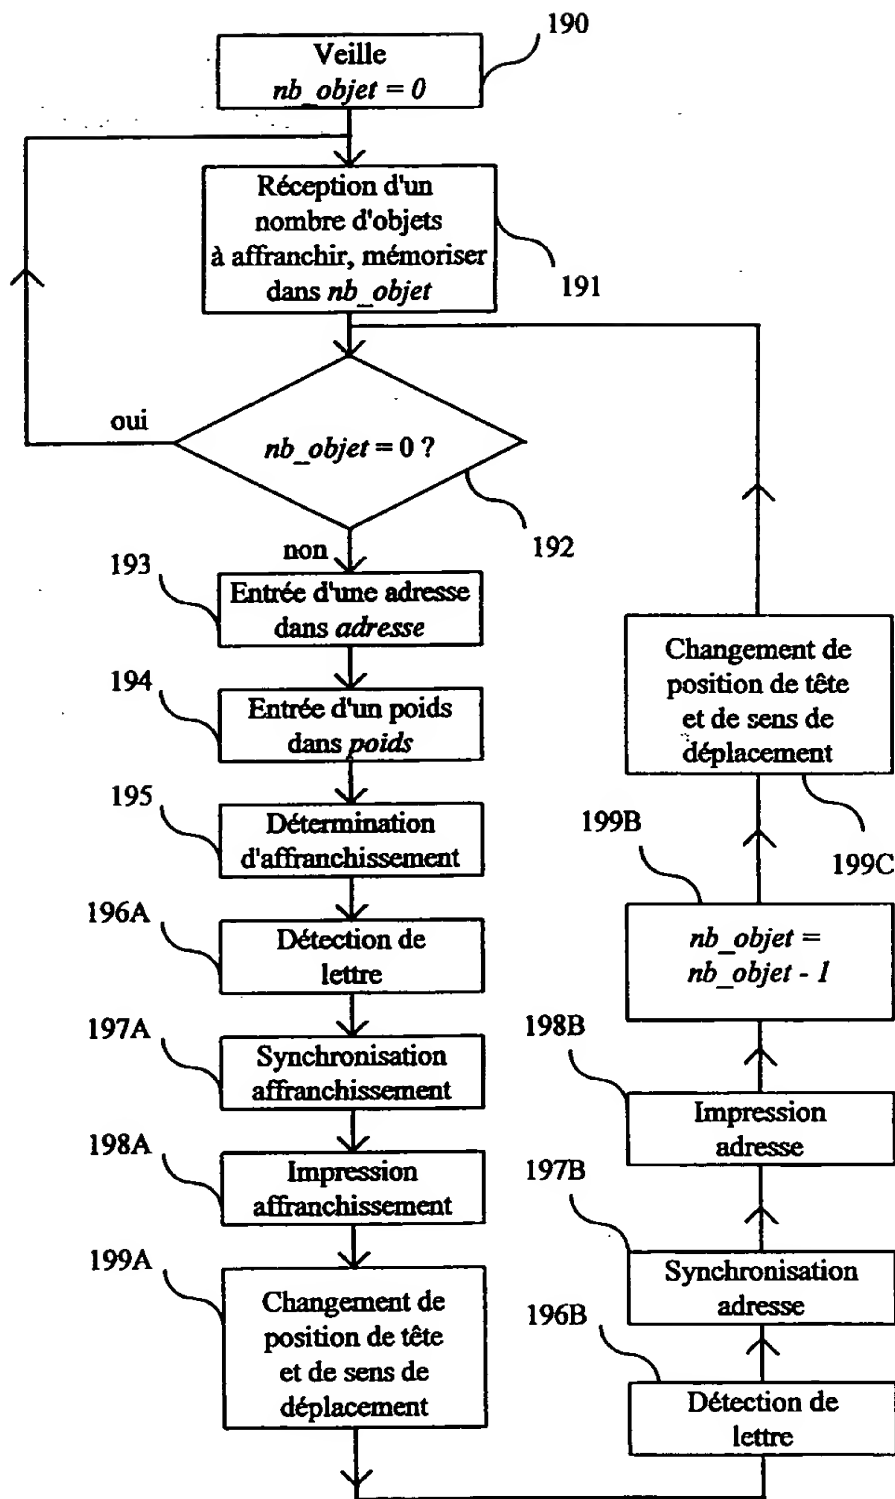 190
Veille
nb_objet = 0
Réception d'un
nombre d'objets
à affranchir, mémoriser
dans nb_objet
191
oui
nb_objet = 0 ?
192
non
193
Entrée d'une adresse
dans adresse
194
Entrée d'un poids
dans poids
195
Détermination
d'affranchissement
196A
Détection de
lettre
197A
Synchronisation
affranchissement
198A
Impression
affranchissement
199A
Changement de
position de tête
et de sens de
déplacement
196B
Détection de
lettre
197B
Synchronisation
adresse
198B
Impression
adresse
199B
nb_objet =
nb_objet - 1
199C
Changement de
position de tête
et de sens de
déplacement